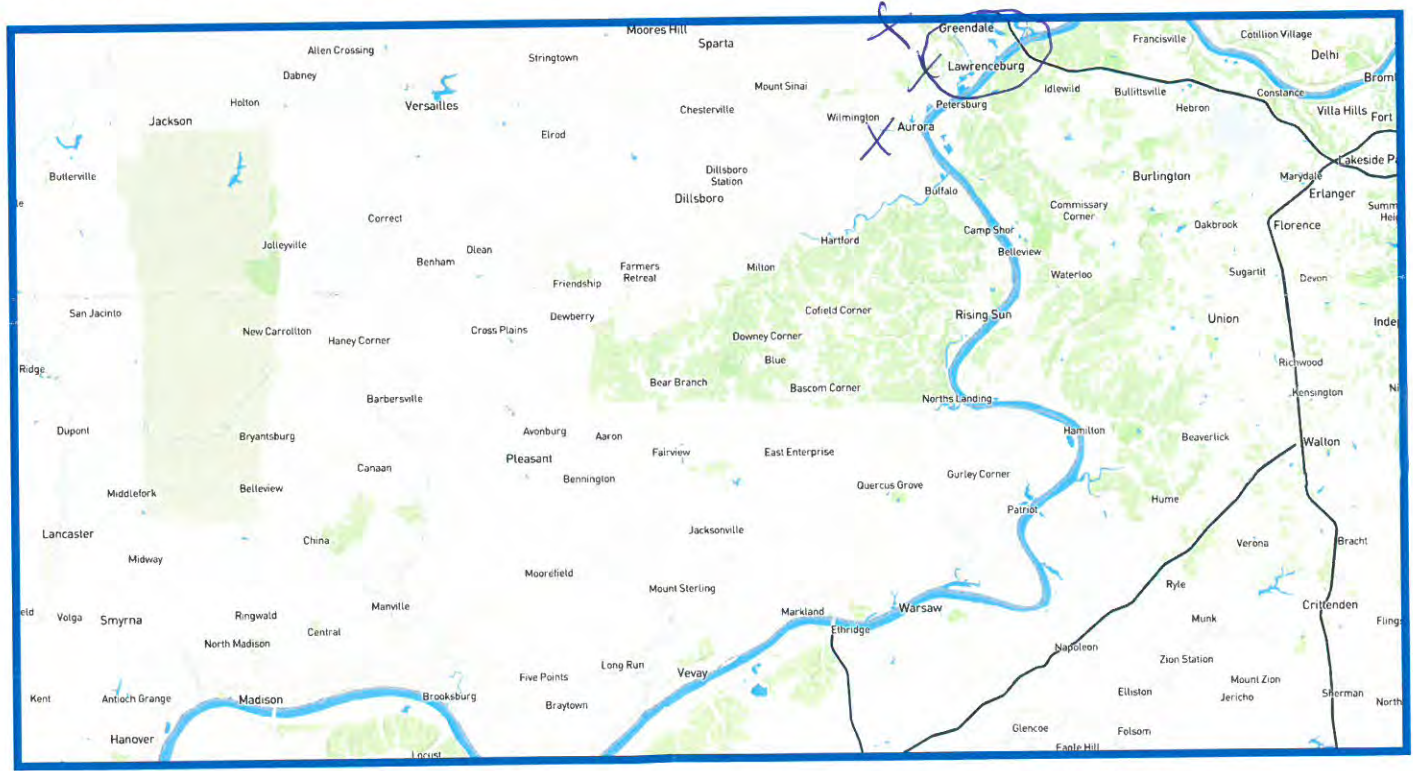 Moores Hill
Greendale
Allen Crossing
Sparta
Francisville
Cotillion Village
Stringtown
Delhi
Dabney
Lawrenceburg
Mount Sinai
Idlewild
Bullittsville
Constance
Holton
Versailles
Chesterville
Petersburg
Hebron
Villa Hills
Fort
Jackson
Wilmington
Aurora
Elrod
Butlerville
Dillsboro
Station
Burlington
Marydale
Lakeside
Erlanger
Dillsboro
Buffalo
Commissary
Corner
Correct
Oakbrook
Florence
Camp Shor
Hartford
Jolleyville
Olean
Belleview
Benham
Farmers
Retreat
Milton
Waterloo
Sugartit
Devon
Friendship
San Jacinto
Dewberry
Cofield Corner
Rising Sun
Union
New Carrollton
Cross Plains
Haney Corner
Downey Corner
Blue
Richwood
Ridge
Bear Branch
Bascom Corner
Kensington
Barbersville
Norths Landing
Dupont
Bryantsburg
Avonburg
Aaron
Hamilton
Beaverlick
Walton
Pleasant
Fairview
East Enterprise
Canaan
Bennington
Gurley Corner
Middlefork
Belleview
Quercus Grove
Hume
Patriot
Lancaster
China
Jacksonville
Verona
Bracht
Midway
Moorefield
Mount Sterling
Ryle
Volga
Smyrna
Ringwald
Manville
Markland
Warsaw
Crittenden
Central
Ethridge
Munk
North Madison
Napoleon
Zion Station
Long Run
Vevay
Five Points
Mount Zion
Kent
Antioch Grange
Madison
Brooksburg
Braytown
Elliston
Jericho
Sherman
North
Hanover
Glencoe
Folsom
Locust
Eagle Hill